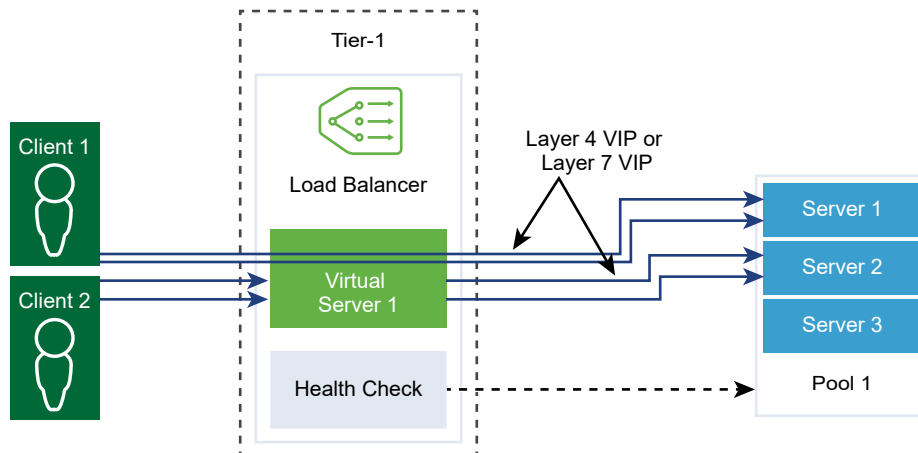 Tier-1
Client 1
Load Balancer
Layer 4 VIP or
Layer 7 VIP
Server 1
Server 2
Server 3
Pool 1
Client 2
Virtual
Server 1
Health Check